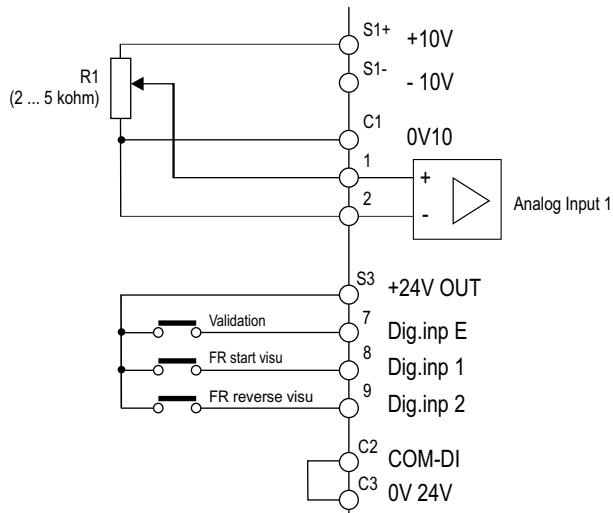 S1+ +10V
R1
(2 ... 5 kohm)
S1- - 10V
C1 0V10
1
+
2
-
Analog Input 1
S3 +24V OUT
Validation 7 Dig.inp E
FR start visu 8 Dig.inp 1
FR reverse visu 9 Dig.inp 2
C2 COM-DI
C3 0V 24V